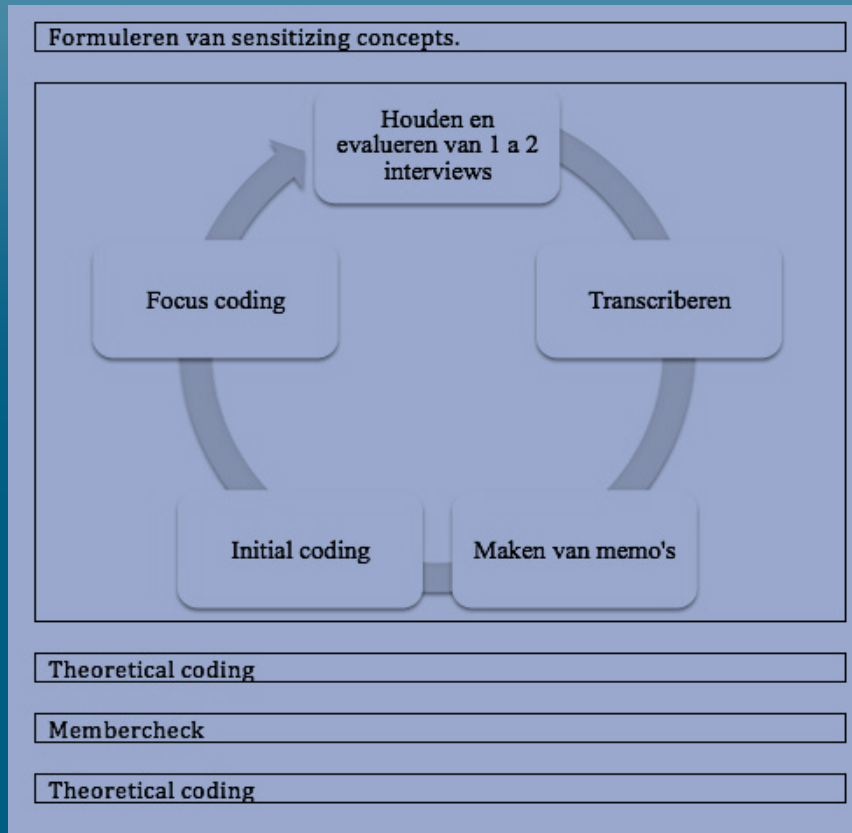 Formuleren van sensitizing concepts.
Houden en
evalueren van 1 a 2
interviews
Focus coding
Transcriberen
Initial coding
Maken van memo's
Theoretical coding
Membercheck
Theoretical coding